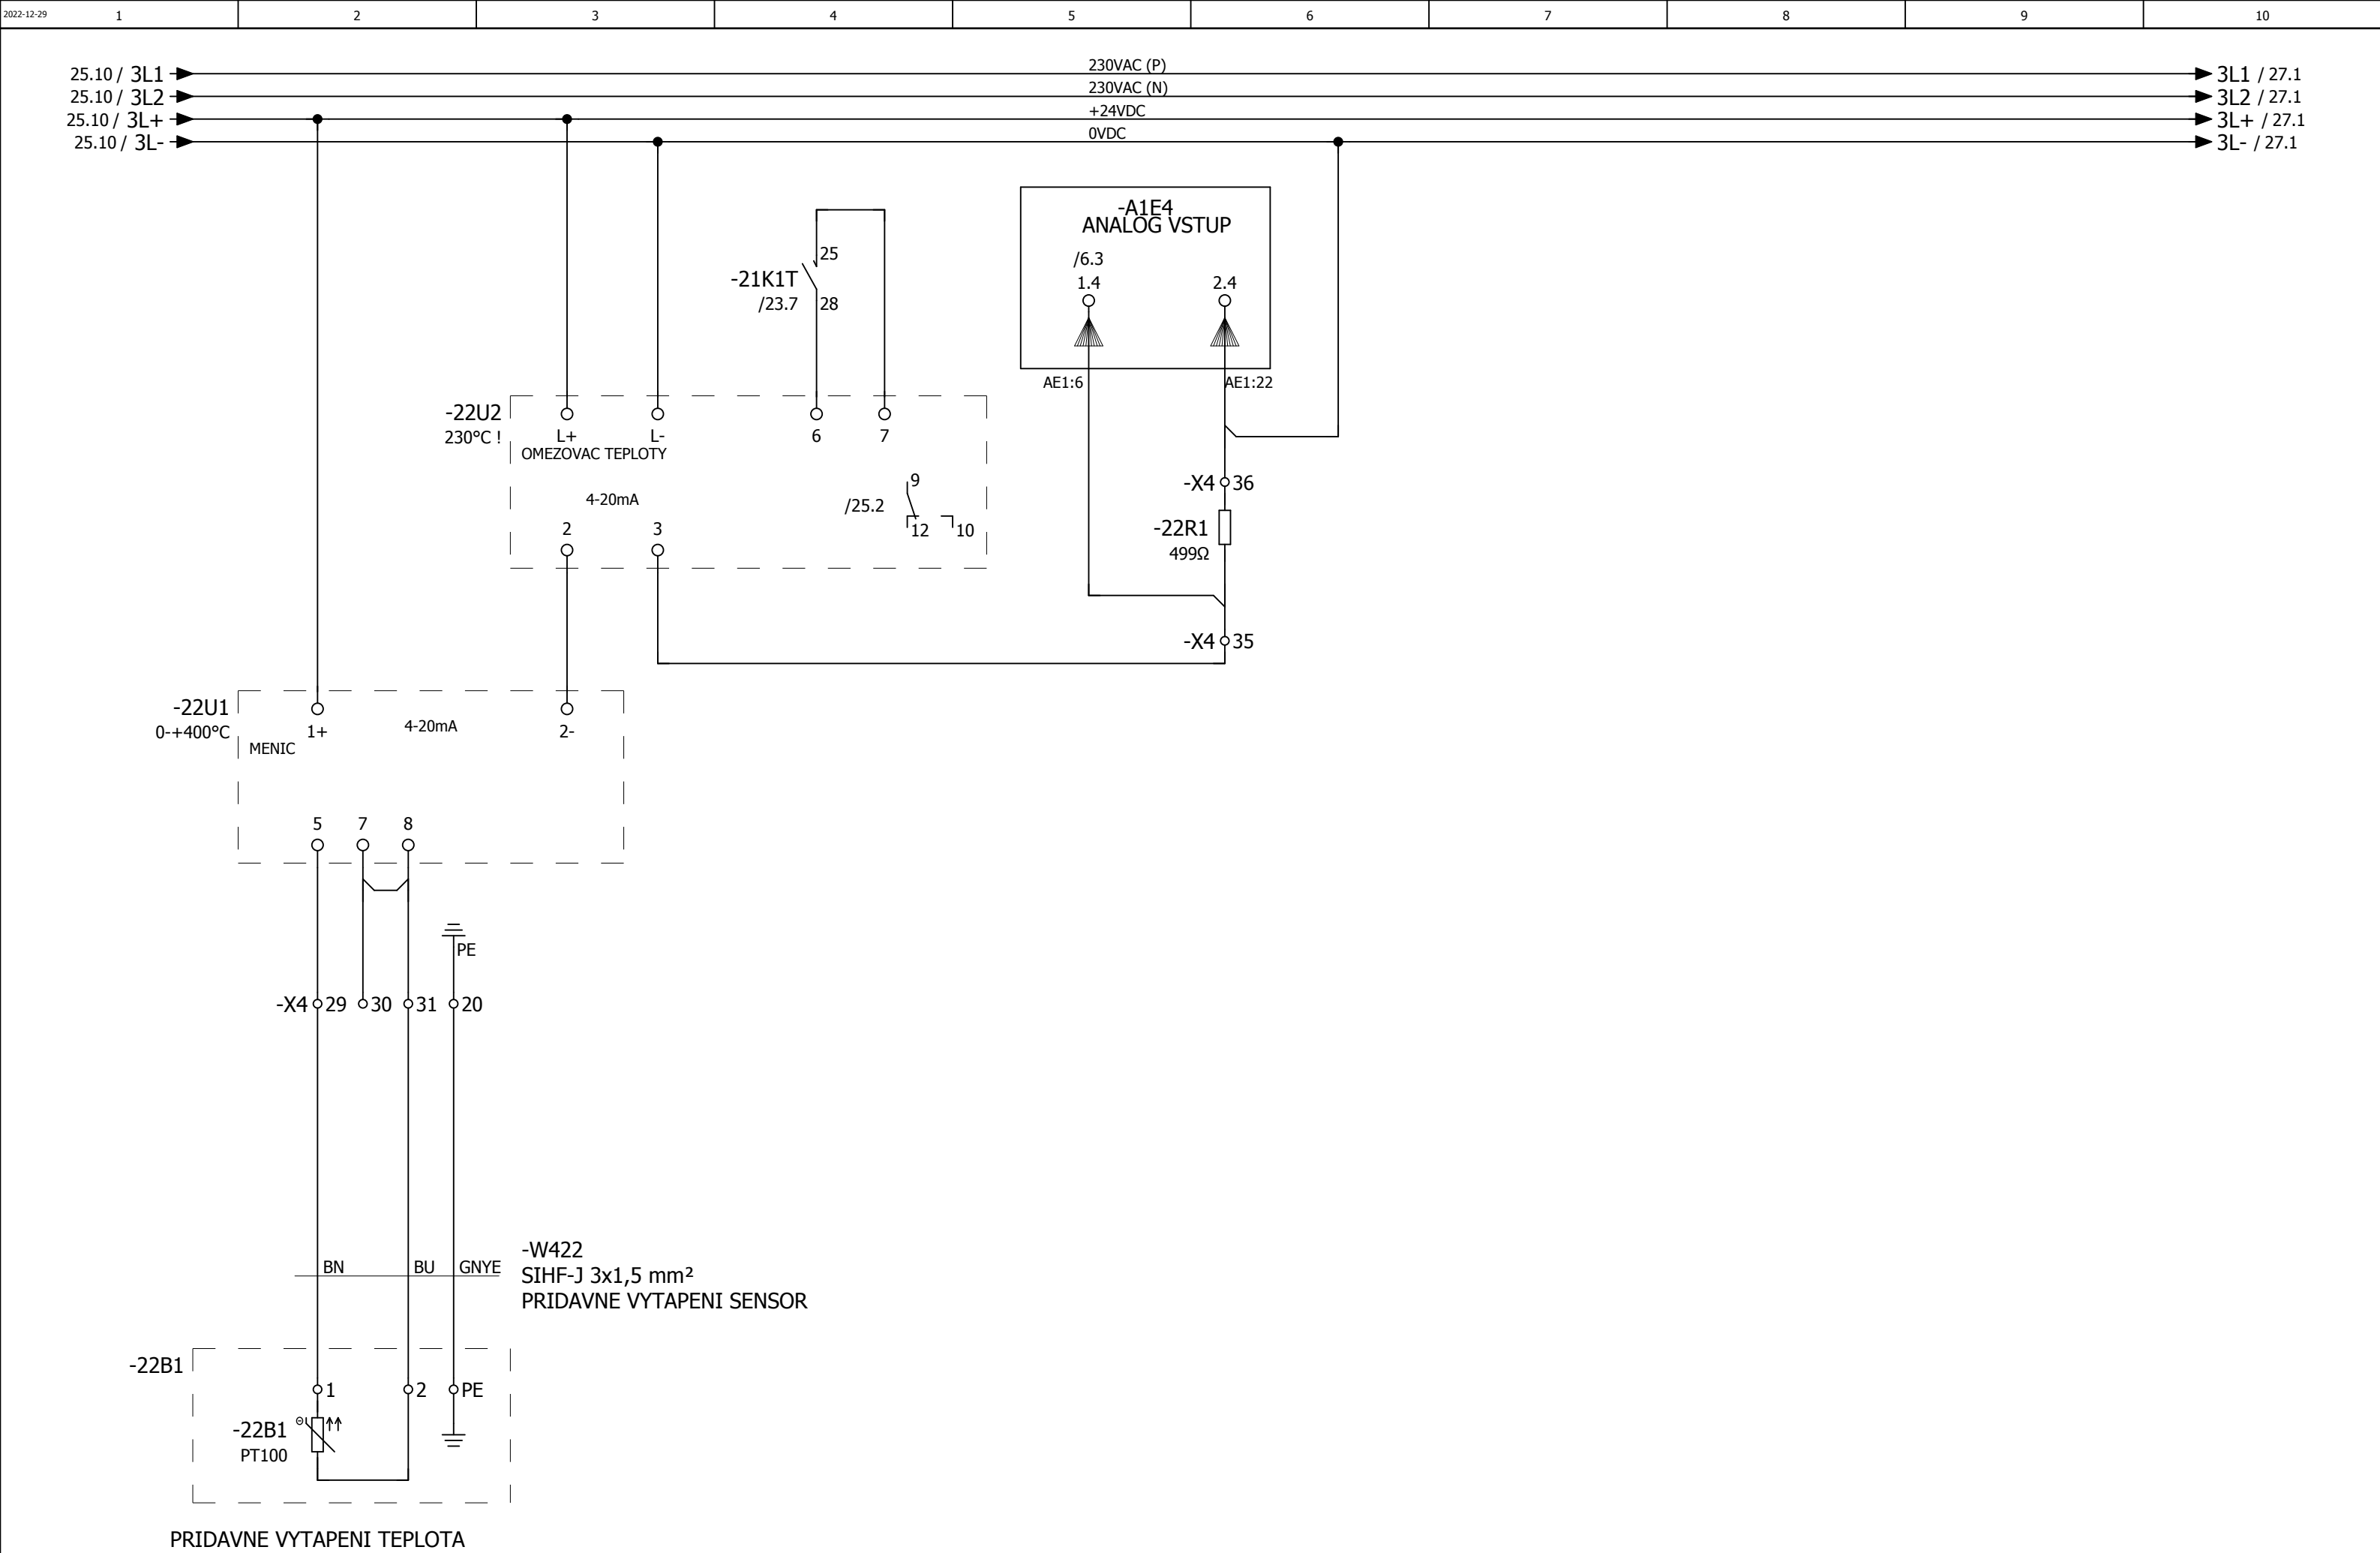 2022-12-29 1 2 3 4 5 6 7 8 9 10
25.10 / 3L1 230VAC (P) 3L1 / 27.1
25.10 / 3L2 230VAC (N) 3L2 / 27.1
25.10 / 3L+ +24VDC 3L+ / 27.1
25.10 / 3L- 0VDC 3L- / 27.1
-A1E4
ANALOG VSTUP
/6.3
1.4 2.4
25
-21K1T
/23.7 28
AE1:6 AE1:22
-22U2
230°C !
L+ L- 6 7
OMEZOVAC TEPLOTY
4-20mA
/25.2 9
12 10
2 3
-X4 36
-22R1
499Ω
-X4 35
-22U1
0-+400°C
1+ 4-20mA 2-
MENIC
5 7 8
PE
-X4 29 30 31 20
BN BU GNYE
-W422
SIHF-J 3x1,5 mm²
PRIDAVNE VYTAPENI SENSOR
-22B1
1 2 PE
-22B1 Θ
PT100
PRIDAVNE VYTAPENI TEPLOTA